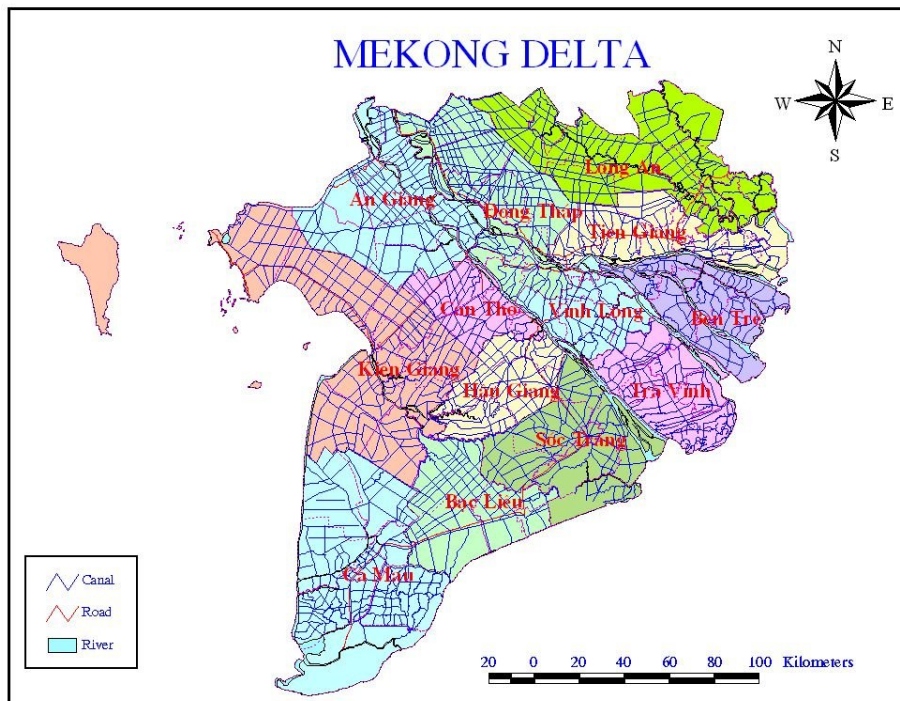 MEKONG DELTA
N
W E
S
Long An
An Giang
Dong Thap
Tien Giang
Can Tho
Vinh Long
Ben Tre
Kien Giang
Hau Giang
Tra Vinh
Soc Trang
Bac Lieu
Ca Mau
Canal
Road
River
20 0 20 40 60 80 100 Kilometers